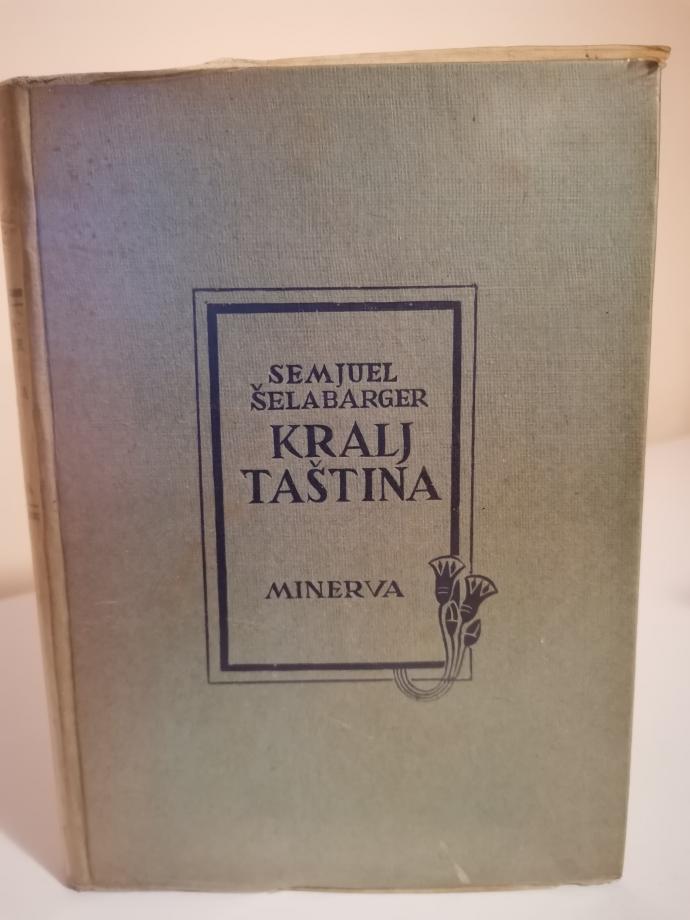 SEMJUEL
ŠELABARGER
KRALJ
TAŠTINA
MINERVA